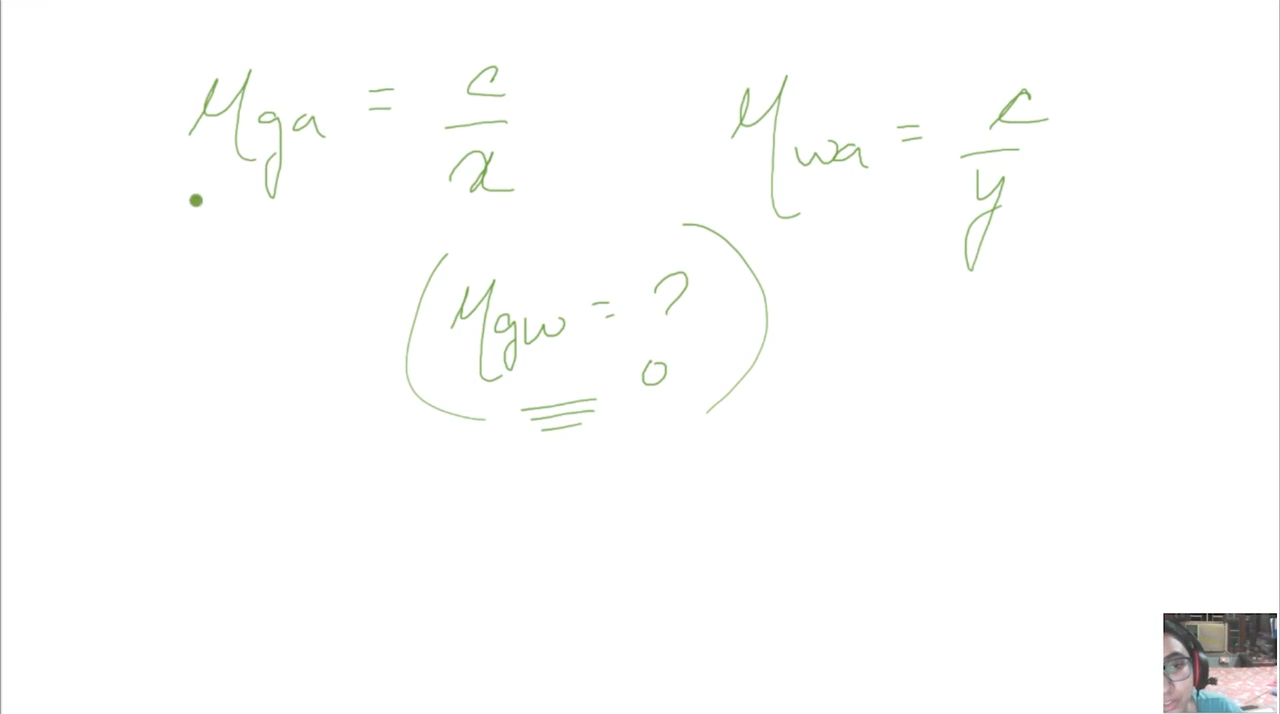 μga = c/x
μwa = c/y
(μgw = ?)